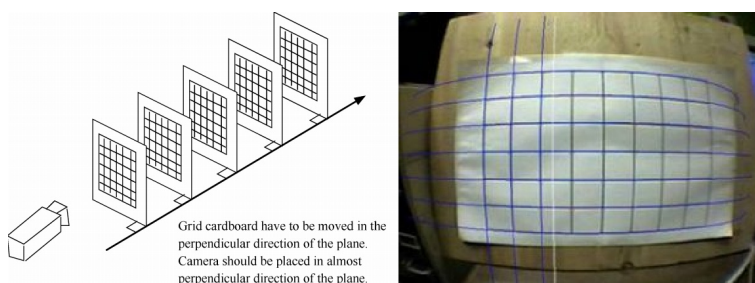 Grid cardboard have to be moved in the
perpendicular direction of the plane.
Camera should be placed in almost
perpendicular direction of the plane.